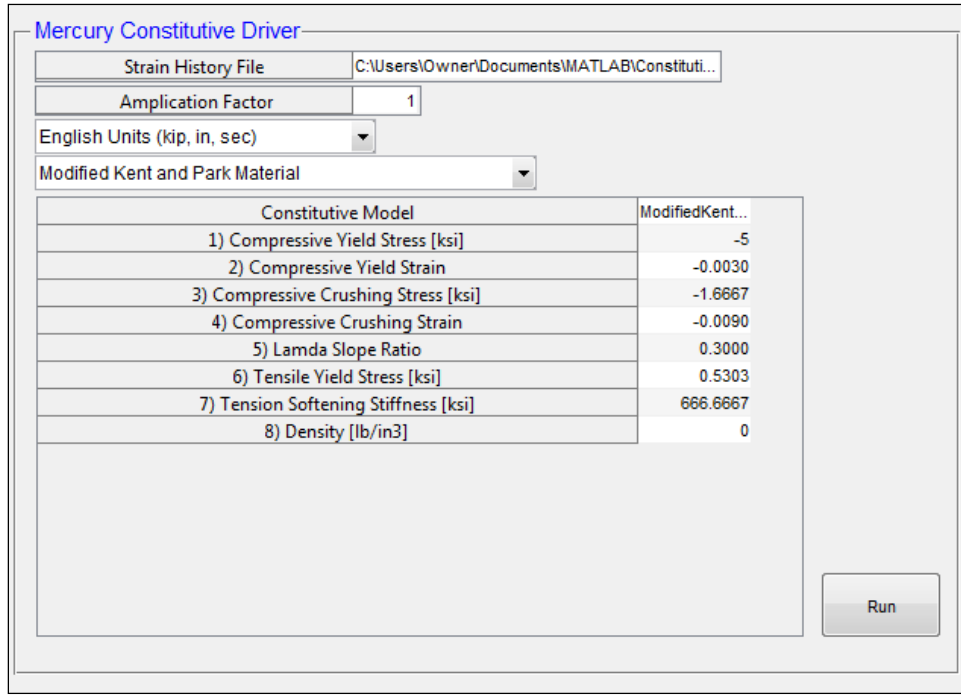 Mercury Constitutive Driver
Strain History File C:\Users\Owner\Documents\MATLAB\Constituti...
Amplication Factor 1
English Units (kip, in, sec)
Modified Kent and Park Material
Constitutive Model ModifiedKent...
1) Compressive Yield Stress [ksi] -5
2) Compressive Yield Strain -0.0030
3) Compressive Crushing Stress [ksi] -1.6667
4) Compressive Crushing Strain -0.0090
5) Lamda Slope Ratio 0.3000
6) Tensile Yield Stress [ksi] 0.5303
7) Tension Softening Stiffness [ksi] 666.6667
8) Density [lb/in3] 0
Run